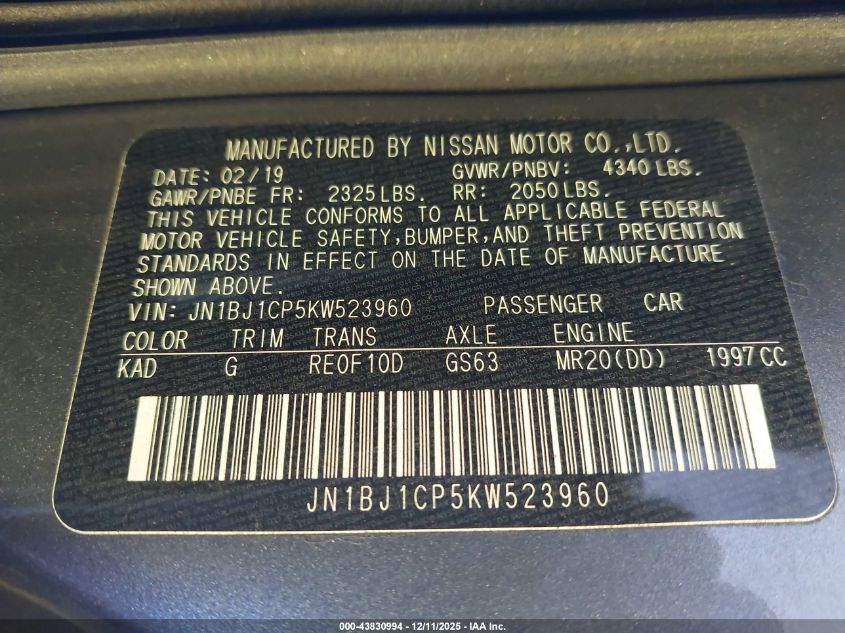 MANUFACTURED BY NISSAN MOTOR CO.,LTD.
DATE: 02/19 GVWR/PNBV: 4340 LBS.
GAWR/PNBE FR: 2325 LBS. RR: 2050 LBS.
THIS VEHICLE CONFORMS TO ALL APPLICABLE FEDERAL
MOTOR VEHICLE SAFETY,BUMPER,AND THEFT PREVENTION
STANDARDS IN EFFECT ON THE DATE OF MANUFACTURE
SHOWN ABOVE.
VIN: JN1BJ1CP5KW523960 PASSENGER CAR
COLOR TRIM TRANS AXLE ENGINE
KAD G RE0F10D GS63 MR20(DD) 1997CC
JN1BJ1CP5KW523960
000-43830994 - 12/11/2025 - IAA Inc.